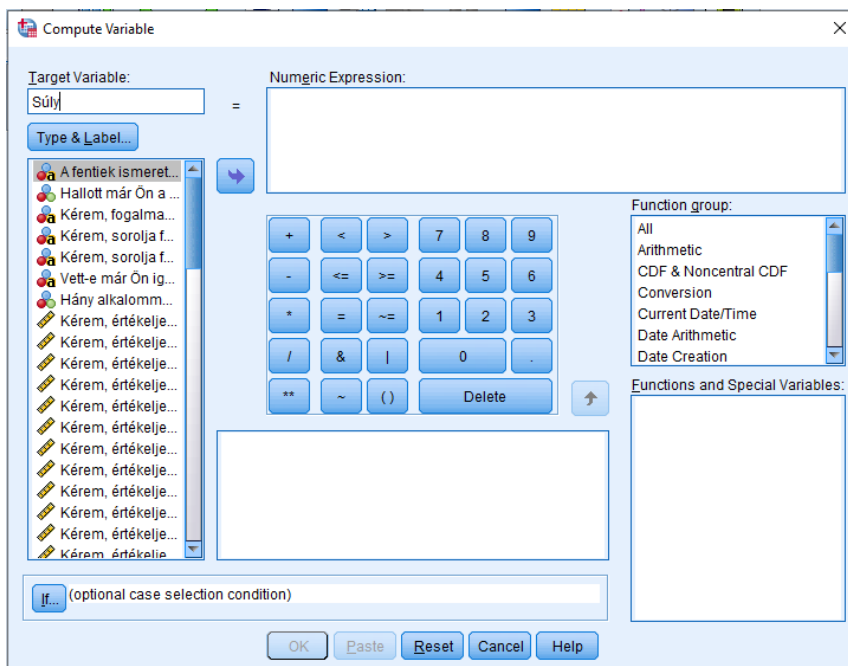 Compute Variable
Target Variable:
Súly
=
Numeric Expression:
Type & Label...
A fentiek ismeret...
Hallott már Ön a ...
Kérem, fogalma...
Kérem, sorolja f...
Kérem, sorolja f...
Vett-e már Ön ig...
Hány alkalomm...
Kérem, értékelje...
Kérem, értékelje...
Kérem, értékelje...
Kérem, értékelje...
Kérem, értékelje...
Kérem, értékelje...
Kérem, értékelje...
Kérem, értékelje...
Kérem, értékelje...
Kérem, értékelje...
Kérem, értékelje...
Kérem, értékelje...
+ < > 7 8 9
- <= >= 4 5 6
* = ~= 1 2 3
/ & | 0 .
** ~ ( ) Delete
Function group:
All
Arithmetic
CDF & Noncentral CDF
Conversion
Current Date/Time
Date Arithmetic
Date Creation
Functions and Special Variables:
If... (optional case selection condition)
OK Paste Reset Cancel Help